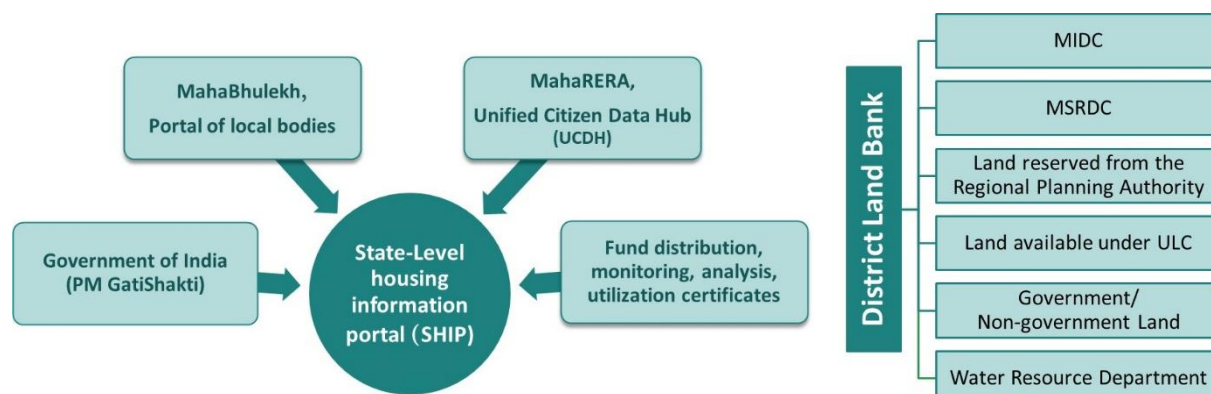 MahaBhulekh,
Portal of local bodies
MahaRERA,
Unified Citizen Data Hub
(UCDH)
Government of India
(PM GatiShakti)
State-Level
housing
information
portal (SHIP)
Fund distribution,
monitoring, analysis,
utilization certificates
District Land Bank
MIDC
MSRDC
Land reserved from the
Regional Planning Authority
Land available under ULC
Government/
Non-government Land
Water Resource Department